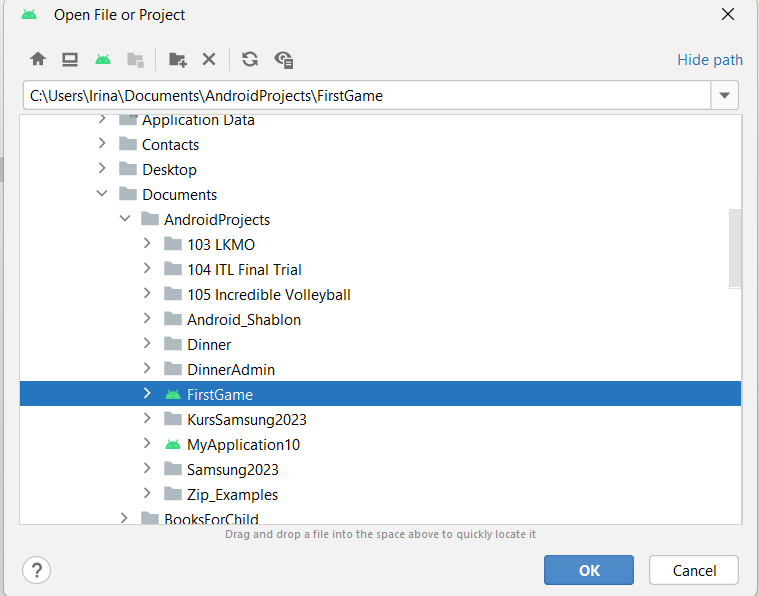 Open File or Project
Hide path
C:\Users\Irina\Documents\AndroidProjects\FirstGame
Application Data
Contacts
Desktop
Documents
AndroidProjects
103 LKMO
104 ITL Final Trial
105 Incredible Volleyball
Android_Shablon
Dinner
DinnerAdmin
FirstGame
KursSamsung2023
MyApplication10
Samsung2023
Zip_Examples
BooksForChild
Drag and drop a file into the space above to quickly locate it
? OK Cancel